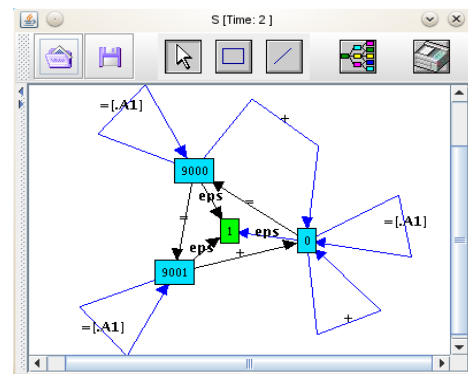 S [Time: 2 ]
=[.A1]
+
9000
eps
=
=
1
eps
0
=[.A1]
eps
+
9001
=[.A1]
+